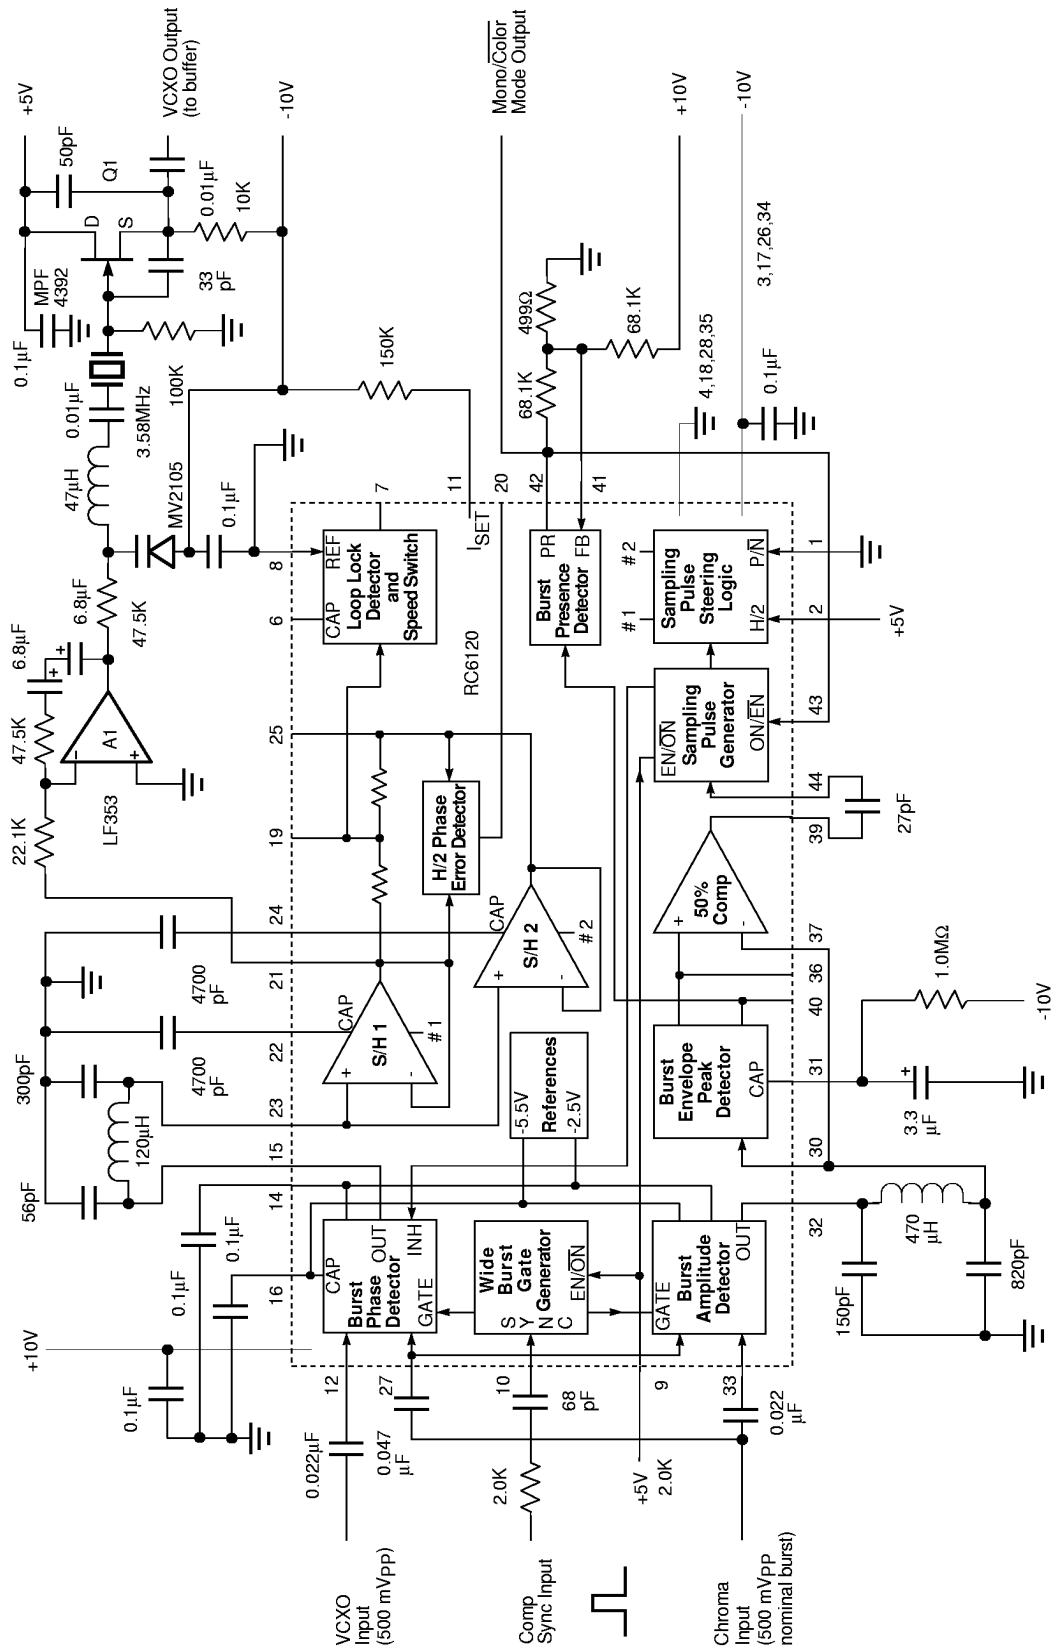 +5V
VCXO Output
(to buffer)
-10V
Mono/Color
Mode Output
+10V
-10V
50pF
Q1
0.01µF
10K
D
S
MPF
4392
33
pF
0.1µF
0.01µF
3.58MHz
100K
47µH
MV2105
0.1µF
150K
499Ω
68.1K
68.1K
4,18,28,35
3,17,26,34
0.1µF
6.8µF
6.8µF
+
+
47.5K
47.5K
A1
–
+
LF353
22.1K
7
11
20
42
41
8
6
ISET
REF
CAP
Loop Lock
Detector
and
Speed Switch
PR
FB
Burst
Presence
Detector
# 2
# 1
Sampling
Pulse
Steering
Logic
P/N
H/2
1
2
+5V
RC6120
25
19
24
21
22
23
15
14
16
H/2 Phase
Error Detector
EN/ON
Sampling
Pulse
Generator
ON/EN
43
44
39
27pF
50%
Comp
+
-
CAP
S/H 2
+
-
# 2
CAP
S/H 1
+
-
# 1
37
36
40
31
30
32
1.0MΩ
-10V
4700
pF
4700
pF
300pF
120µH
56pF
-5.5V
References
-2.5V
Burst
Envelope
Peak
Detector
CAP
+
3.3
µF
0.1µF
0.1µF
+10V
0.1µF
CAP
OUT
INH
GATE
Burst
Phase
Detector
Wide
Burst
Gate
Generator
S
Y
N
C
EN/ON
GATE
Burst
Amplitude
Detector
OUT
470
µH
150pF
820pF
12
27
10
9
33
0.022µF
0.047
µF
68
pF
2.0K
+5V
2.0K
0.022
µF
VCXO
Input
(500 mVPP)
Comp
Sync Input
Chroma
Input
(500 mVPP
nominal burst)